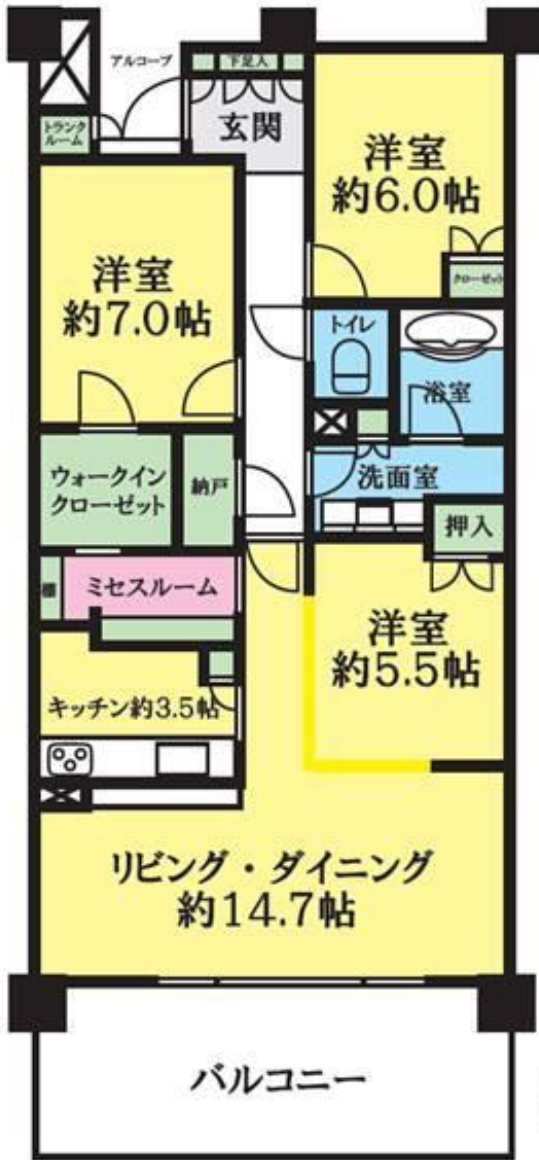 アルコーブ
下足入
トランク
ルーム
玄関
洋室
約6.0帖
洋室
約7.0帖
クローゼット
トイレ
浴室
ウォークイン
クローゼット
納戸
洗面室
押入
棚
ミセスルーム
洋室
約5.5帖
キッチン約3.5帖
リビング・ダイニング
約14.7帖
バルコニー